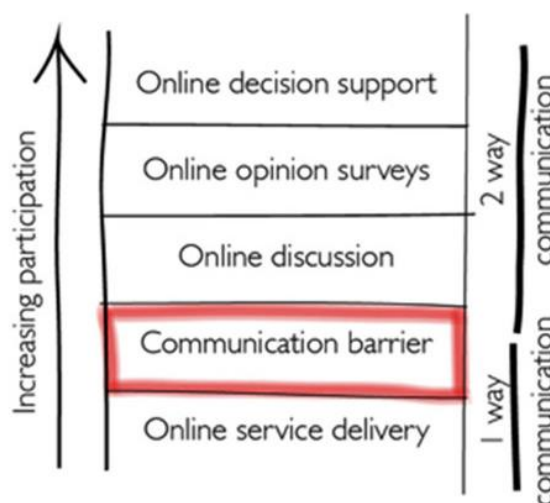 Increasing participation
Online decision support
Online opinion surveys
Online discussion
Communication barrier
Online service delivery
2 way
communication
1 way
communication